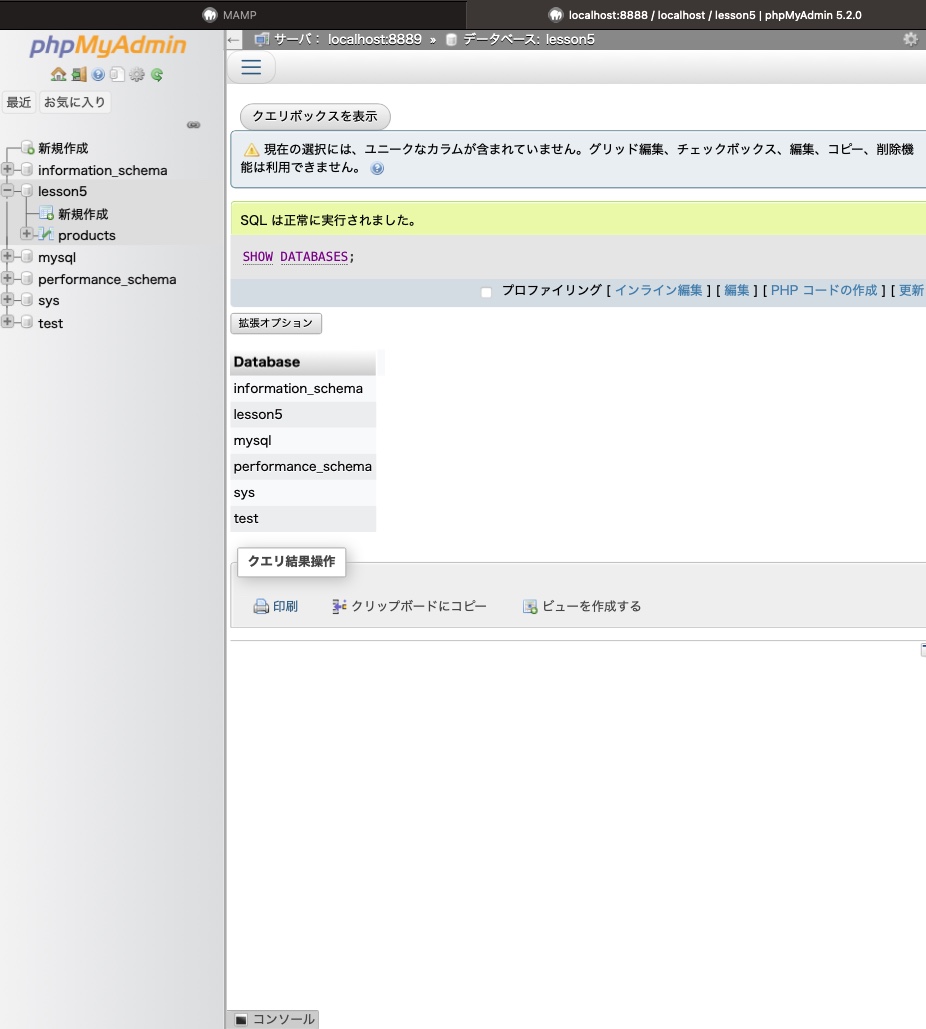 MAMP
localhost:8888 / localhost / lesson5 | phpMyAdmin 5.2.0
phpMyAdmin
最近 お気に入り
新規作成
information_schema
lesson5
新規作成
products
mysql
performance_schema
sys
test
サーバ： localhost:8889 » データベース: lesson5
クエリボックスを表示
現在の選択には、ユニークなカラムが含まれていません。グリッド編集、チェックボックス、編集、コピー、削除機
能は利用できません。
SQL は正常に実行されました。
SHOW DATABASES;
プロファイリング [ インライン編集 ] [ 編集 ] [ PHP コードの作成 ] [ 更新
拡張オプション
Database
information_schema
lesson5
mysql
performance_schema
sys
test
クエリ結果操作
印刷 クリップボードにコピー ビューを作成する
コンソール